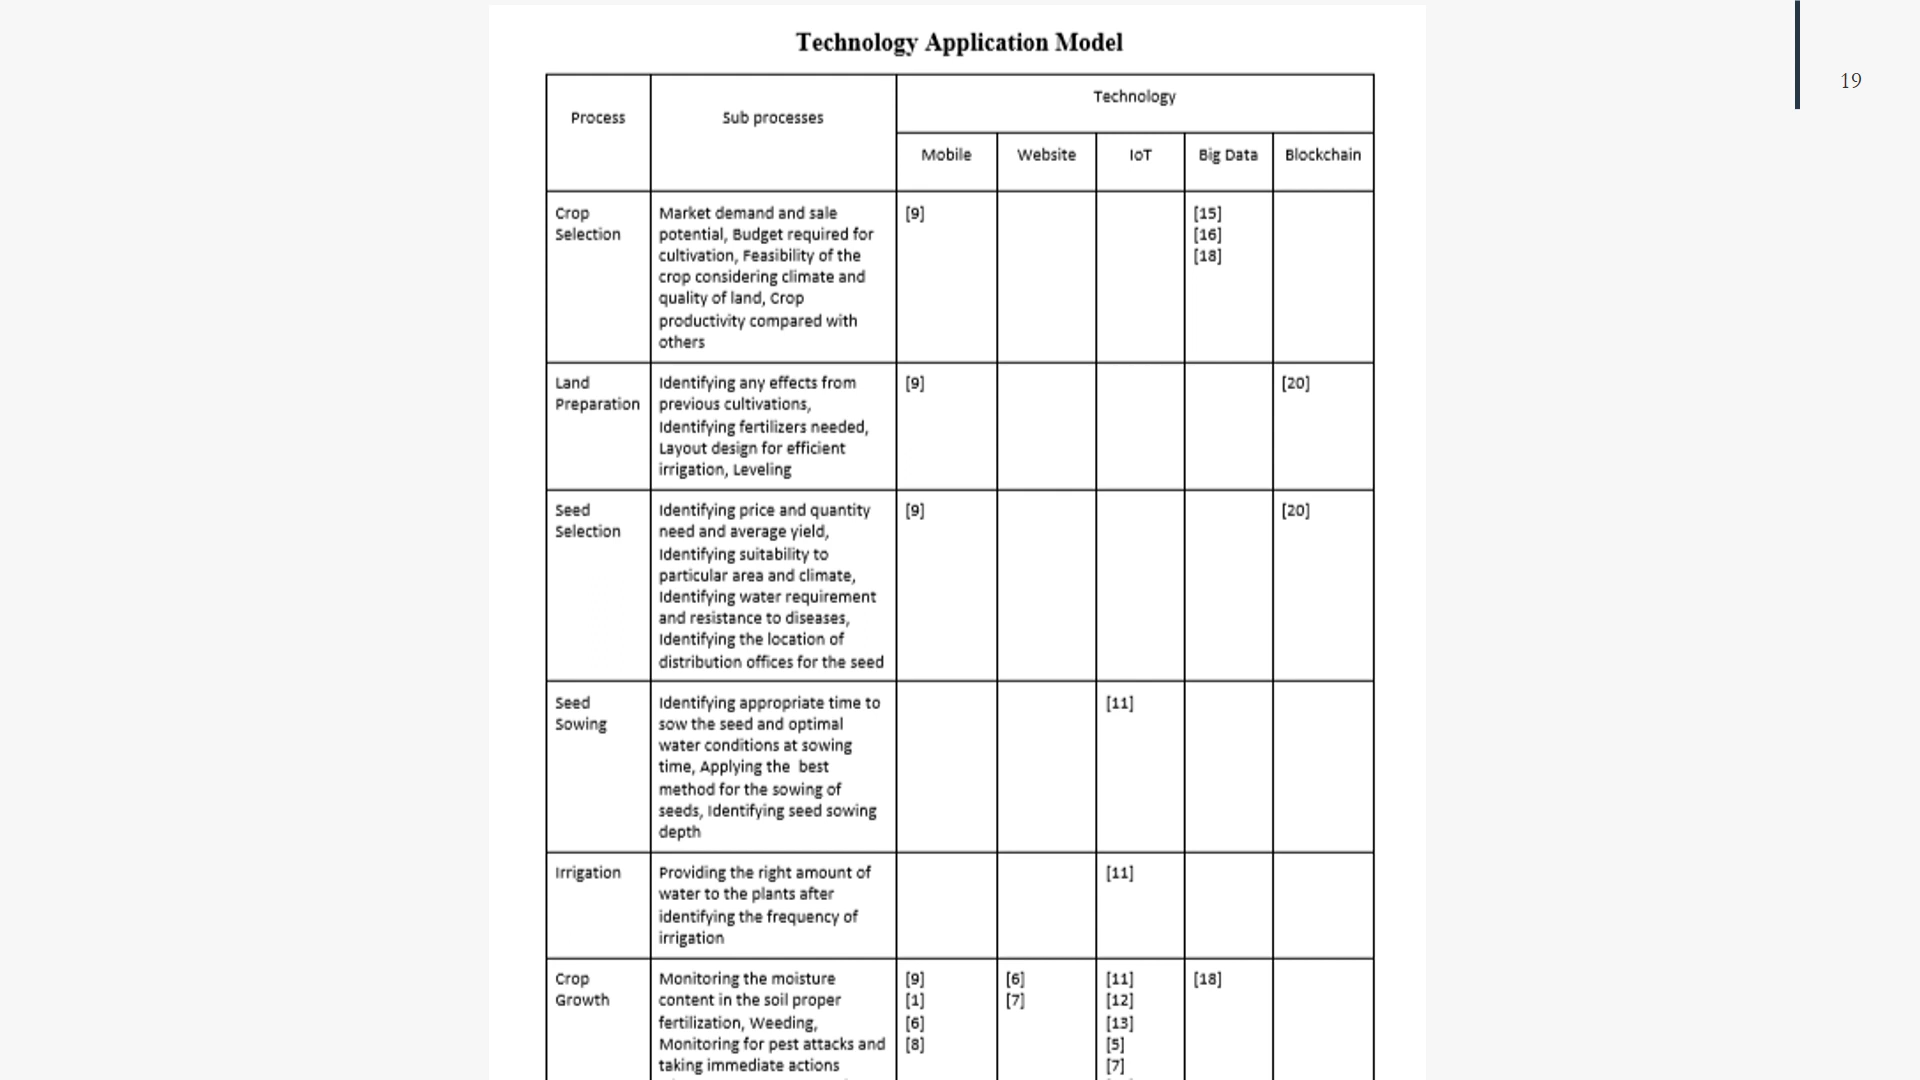 Technology Application Model
19
Process
Sub processes
Technology
Mobile
Website
IoT
Big Data
Blockchain
Crop
Selection
Market demand and sale
potential, Budget required for
cultivation, Feasibility of the
crop considering climate and
quality of land, Crop
productivity compared with
others
[9]
[15]
[16]
[18]
Land
Preparation
Identifying any effects from
previous cultivations,
Identifying fertilizers needed,
Layout design for efficient
irrigation, Leveling
[9]
[20]
Seed
Selection
Identifying price and quantity
need and average yield,
Identifying suitability to
particular area and climate,
Identifying water requirement
and resistance to diseases,
Identifying the location of
distribution offices for the seed
[9]
[20]
Seed
Sowing
Identifying appropriate time to
sow the seed and optimal
water conditions at sowing
time, Applying the  best
method for the sowing of
seeds, Identifying seed sowing
depth
[11]
Irrigation
Providing the right amount of
water to the plants after
identifying the frequency of
irrigation
[11]
Crop
Growth
Monitoring the moisture
content in the soil proper
fertilization, Weeding,
Monitoring for pest attacks and
taking immediate actions
[9]
[1]
[6]
[8]
[6]
[7]
[11]
[12]
[13]
[5]
[7]
[18]